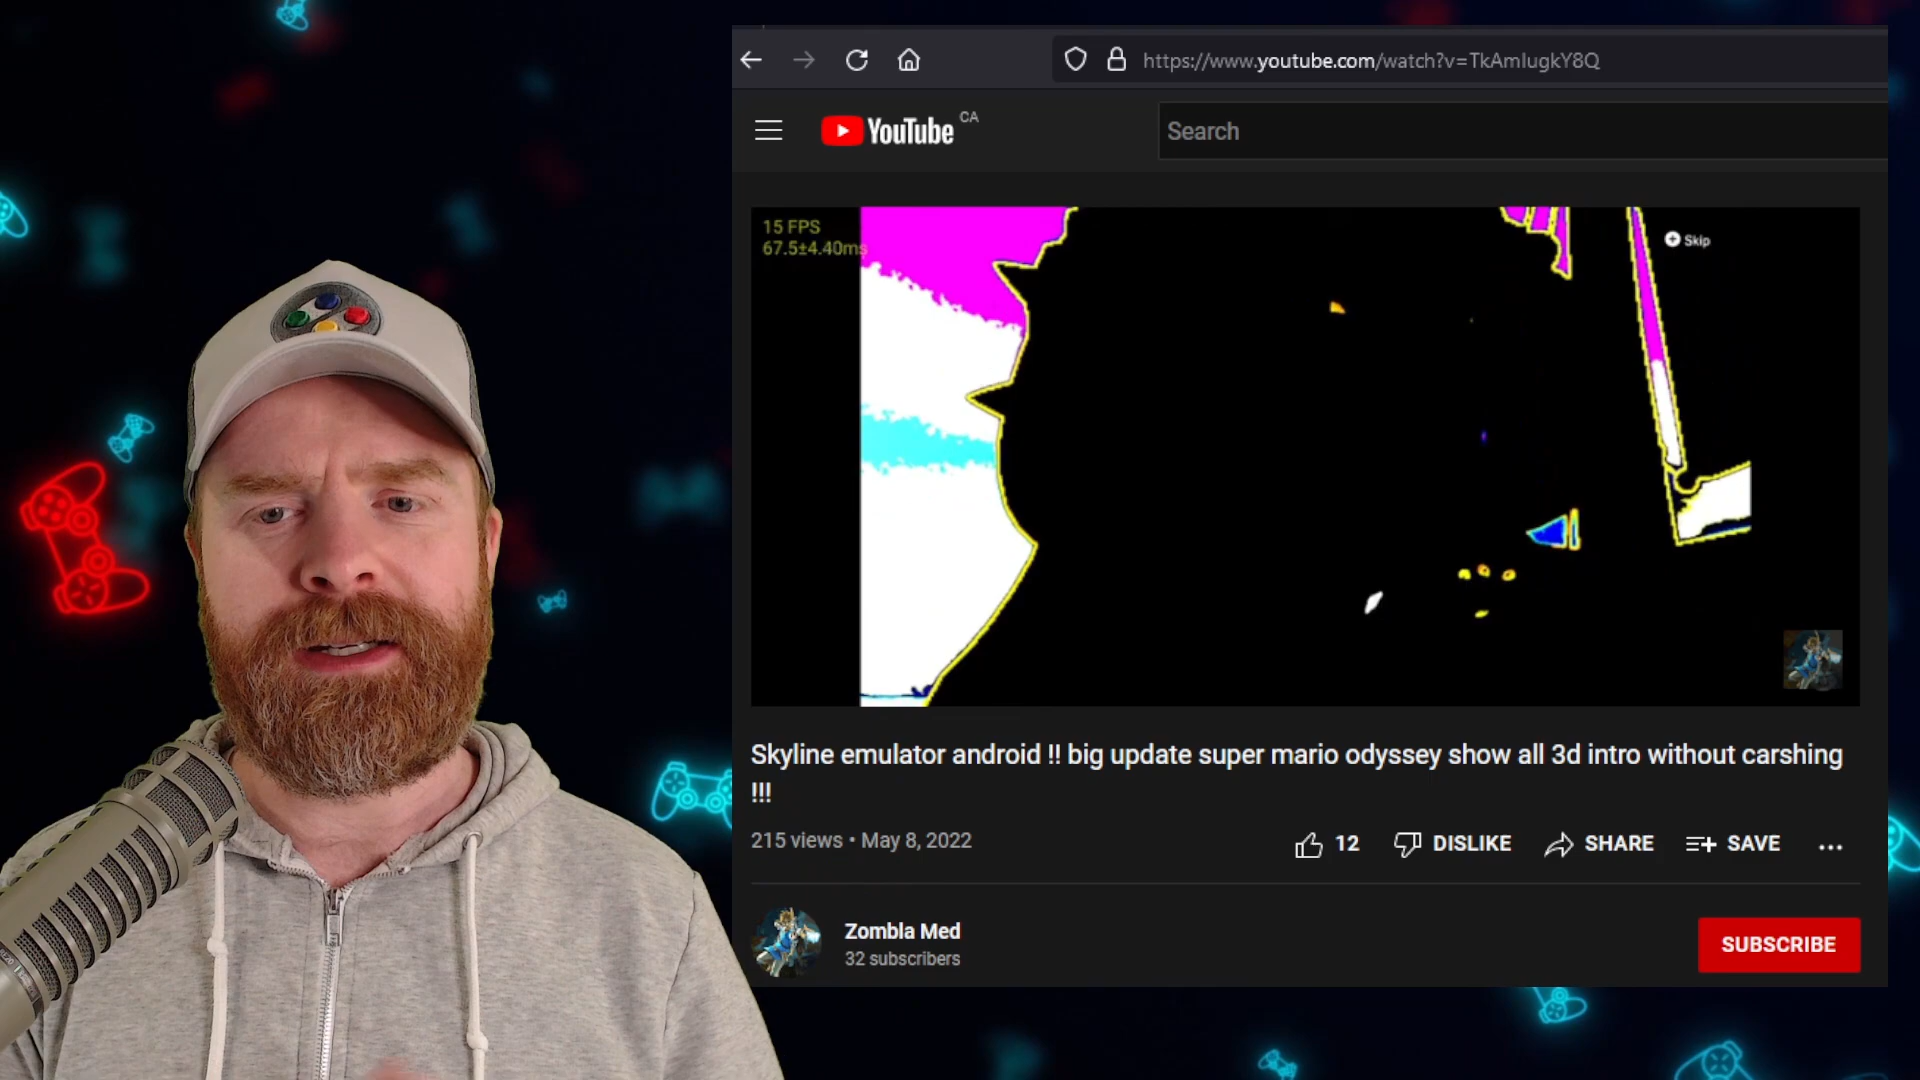 https://www.youtube.com/watch?v=TkAmIugkY8Q
YouTube CA
Search
15 FPS
67.5±4.40ms
Skip
Skyline emulator android !! big update super mario odyssey show all 3d intro without carshing
!!!
215 views • May 8, 2022
12 DISLIKE SHARE SAVE ...
Zombla Med
32 subscribers
SUBSCRIBE